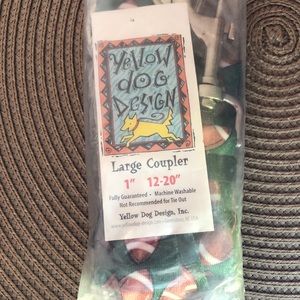 Yellow
dog
Design
Large Coupler
1" 12-20"
Fully Guaranteed • Machine Washable
Not Recommended for Tie Out
Yellow Dog Design, Inc.